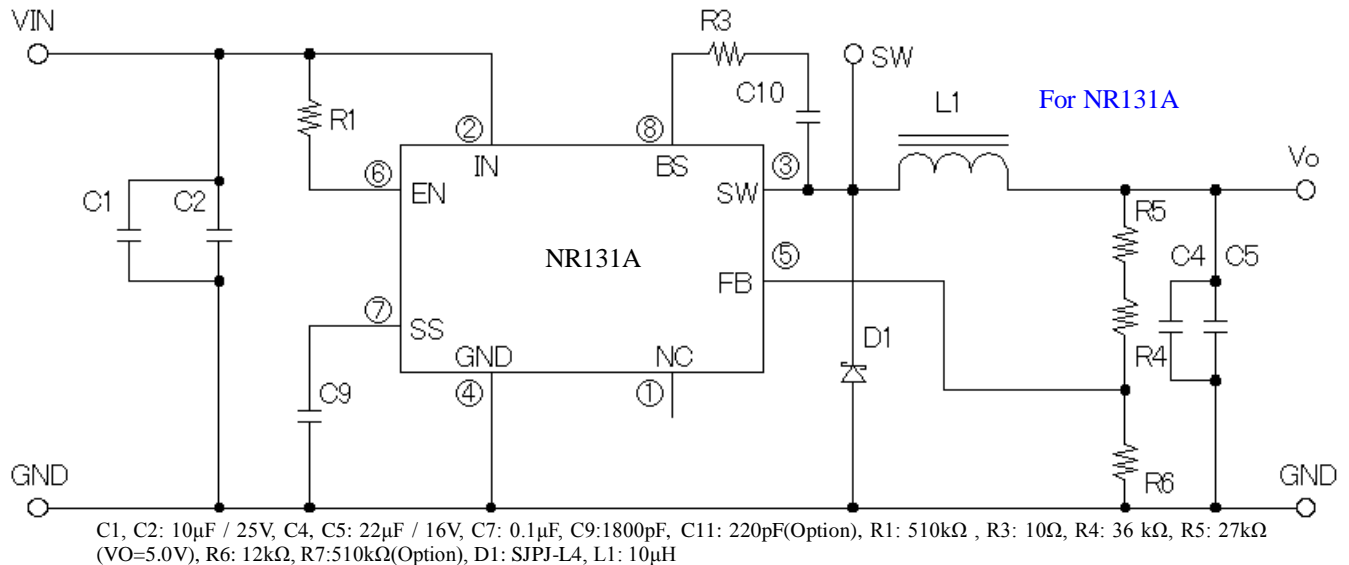 VIN
R3
SW
C10
L1
For NR131A
R1
②
⑧
③
Vo
IN
BS
⑥
EN
SW
C1
C2
R5
NR131A
⑤
C4
C5
FB
⑦
SS
D1
GND
NC
R4
C9
④
①
GND
R6
GND
C1, C2: 10μF / 25V, C4, C5: 22μF / 16V, C7: 0.1μF, C9:1800pF, C11: 220pF(Option), R1: 510kΩ , R3: 10Ω, R4: 36 kΩ, R5: 27kΩ
(VO=5.0V), R6: 12kΩ, R7:510kΩ(Option), D1: SJPJ-L4, L1: 10μH